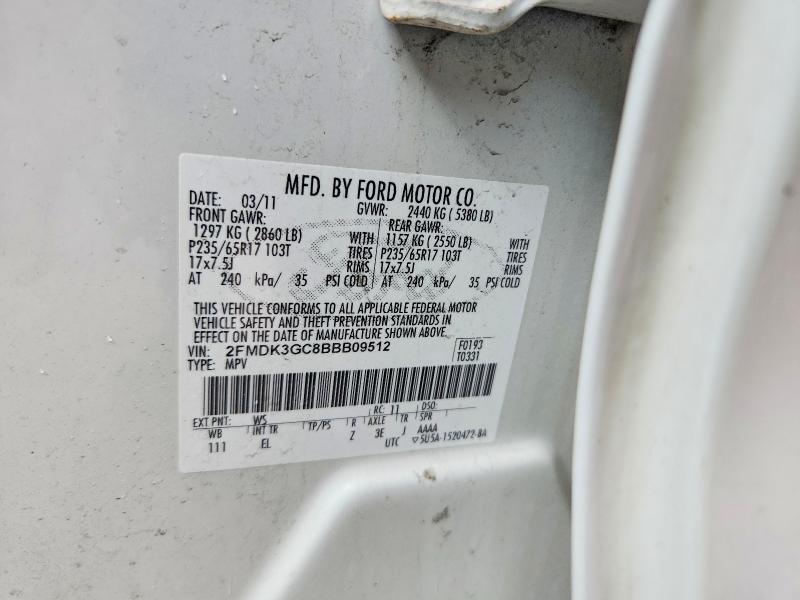 MFD. BY FORD MOTOR CO.
DATE: 03/11 GVWR: 2440 KG ( 5380 LB)
FRONT GAWR: REAR GAWR:
1297 KG ( 2860 LB) WITH 1157 KG ( 2550 LB) WITH
P235/65R17 103T TIRES P235/65R17 103T TIRES
17x7.5J RIMS 17x7.5J RIMS
AT 240 kPa/ 35 PSI COLD AT 240 kPa/ 35 PSI COLD
THIS VEHICLE CONFORMS TO ALL APPLICABLE FEDERAL MOTOR
VEHICLE SAFETY AND THEFT PREVENTION STANDARDS IN
EFFECT ON THE DATE OF MANUFACTURE SHOWN ABOVE.
VIN: 2FMDK3GC8BBB09512 F0193
TYPE: MPV T0331
EXT PNT: WS RC: 11 DSO:
WB INT TR TP/PS R AXLE TR SPR
111 EL Z 3E J AAAA
UTC ▽5U5A-1520472-BA